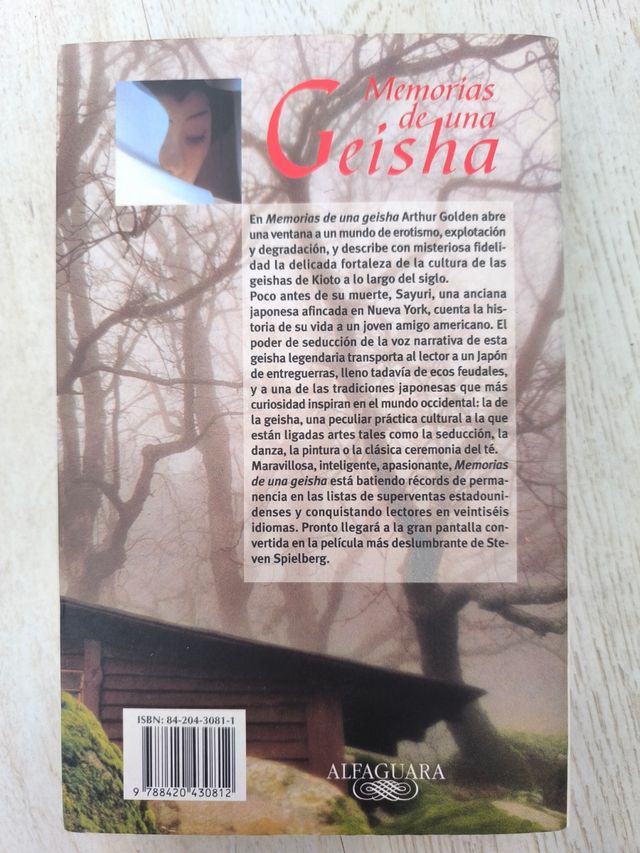 Memorias
de una
Geisha
En Memorias de una geisha Arthur Golden abre
una ventana a un mundo de erotismo, explotación
y degradación, y describe con misteriosa fideli-
dad la delicada fortaleza de la cultura de las
geishas de Kioto a lo largo del siglo.
Poco antes de su muerte, Sayuri, una anciana
japonesa afincada en Nueva York, cuenta la his-
toria de su vida a un joven amigo americano. El
poder de seducción de la voz narrativa de esta
geisha legendaria transporta al lector a un Japón
de entreguerras, lleno todavía de ecos feudales,
y a una de las tradiciones japonesas que más
curiosidad inspiran en el mundo occidental: la de
la geisha, una peculiar práctica cultural a la que
están ligadas artes tales como la seducción, la
danza, la pintura o la clásica ceremonia del té.
Maravillosa, inteligente, apasionante, Memorias
de una geisha está batiendo récords de perma-
nencia en las listas de superventas estadouni-
denses y conquistando lectores en veintiséis
idiomas. Pronto llegará a la gran pantalla con-
vertida en la película más deslumbrante de Ste-
ven Spielberg.
ISBN: 84-204-3081-1
9 788420 430812
ALFAGUARA